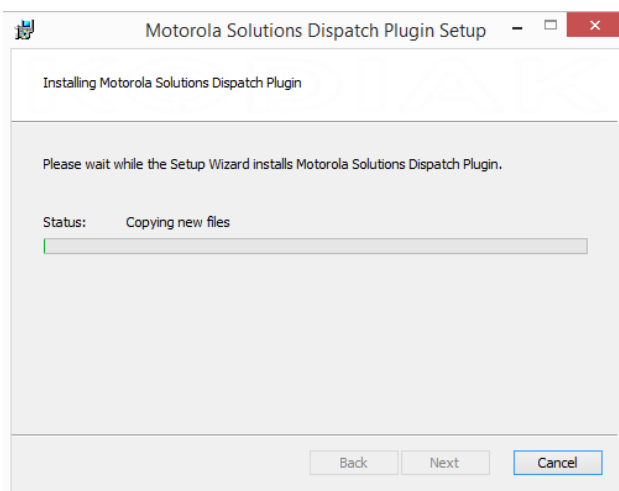 Motorola Solutions Dispatch Plugin Setup
Installing Motorola Solutions Dispatch Plugin
KODIAK
Please wait while the Setup Wizard installs Motorola Solutions Dispatch Plugin.
Status: Copying new files
Back Next Cancel